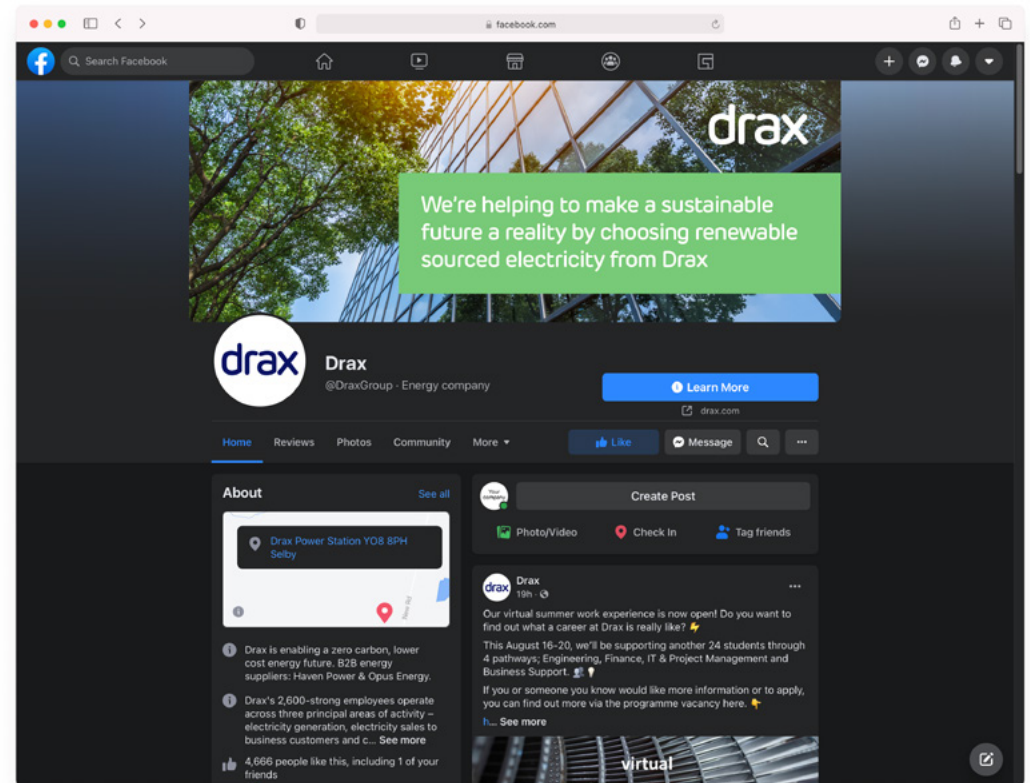 facebook.com
Search Facebook
drax
We're helping to make a sustainable
future a reality by choosing renewable
sourced electricity from Drax
drax
Drax
@DraxGroup · Energy company
Learn More
drax.com
Home
Reviews
Photos
Community
More
Like
Message
About
See all
Drax Power Station YO8 8PH
Selby
New Rd
Drax is enabling a zero carbon, lower
cost energy future. B2B energy
suppliers: Haven Power & Opus Energy.
Drax's 2,600-strong employees operate
across three principal areas of activity –
electricity generation, electricity sales to
business customers and c... See more
4,666 people like this, including 1 of your
friends
Your
company
Create Post
Photo/Video
Check In
Tag friends
drax
Drax
19h ·
Our virtual summer work experience is now open! Do you want to
find out what a career at Drax is really like? 👇
This August 16–20, we'll be supporting another 24 students through
4 pathways; Engineering, Finance, IT & Project Management and
Business Support.
If you or someone you know would like more information or to apply,
you can find out more via the programme vacancy here. 👇
h... See more
virtual